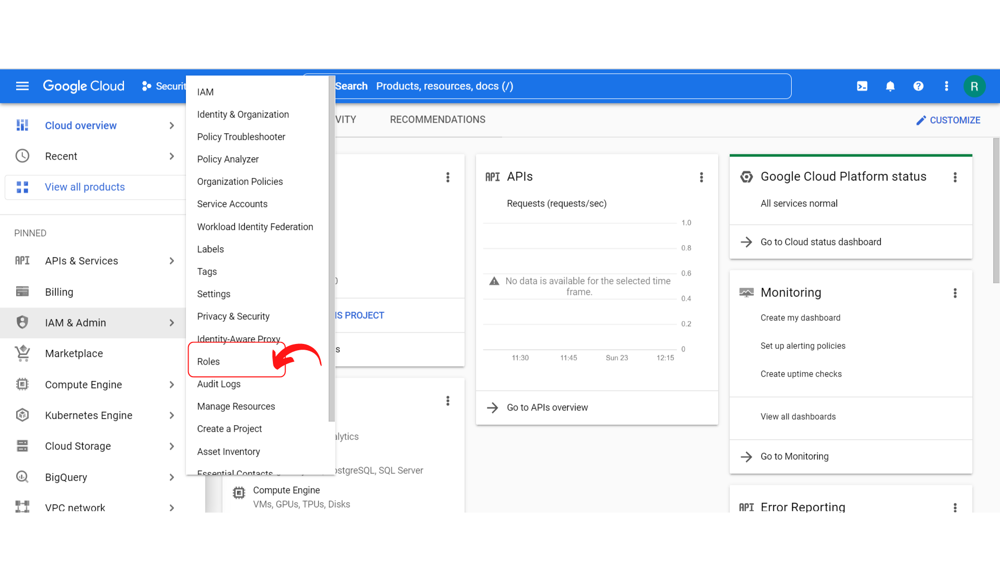 Google Cloud
Securit
Search Products, resources, docs (/)
R
Cloud overview
Recent
View all products
PINNED
API APIs & Services
Billing
IAM & Admin
Marketplace
Compute Engine
Kubernetes Engine
Cloud Storage
BigQuery
VPC network
IAM
Identity & Organization
Policy Troubleshooter
Policy Analyzer
Organization Policies
Service Accounts
Workload Identity Federation
Labels
Tags
Settings
Privacy & Security
Identity-Aware Proxy
Roles
Audit Logs
Manage Resources
Create a Project
Asset Inventory
Essential Contacts
VITY
RECOMMENDATIONS
CUSTOMIZE
IS PROJECT
s
alytics
ostgreSQL, SQL Server
Compute Engine
VMs, GPUs, TPUs, Disks
API APIs
Requests (requests/sec)
1.0
0.8
0.6
No data is available for the selected time
frame.
0.4
0.2
0
11:30 11:45 Sun 23 12:15
Go to APIs overview
Google Cloud Platform status
All services normal
Go to Cloud status dashboard
Monitoring
Create my dashboard
Set up alerting policies
Create uptime checks
View all dashboards
Go to Monitoring
API Error Reporting